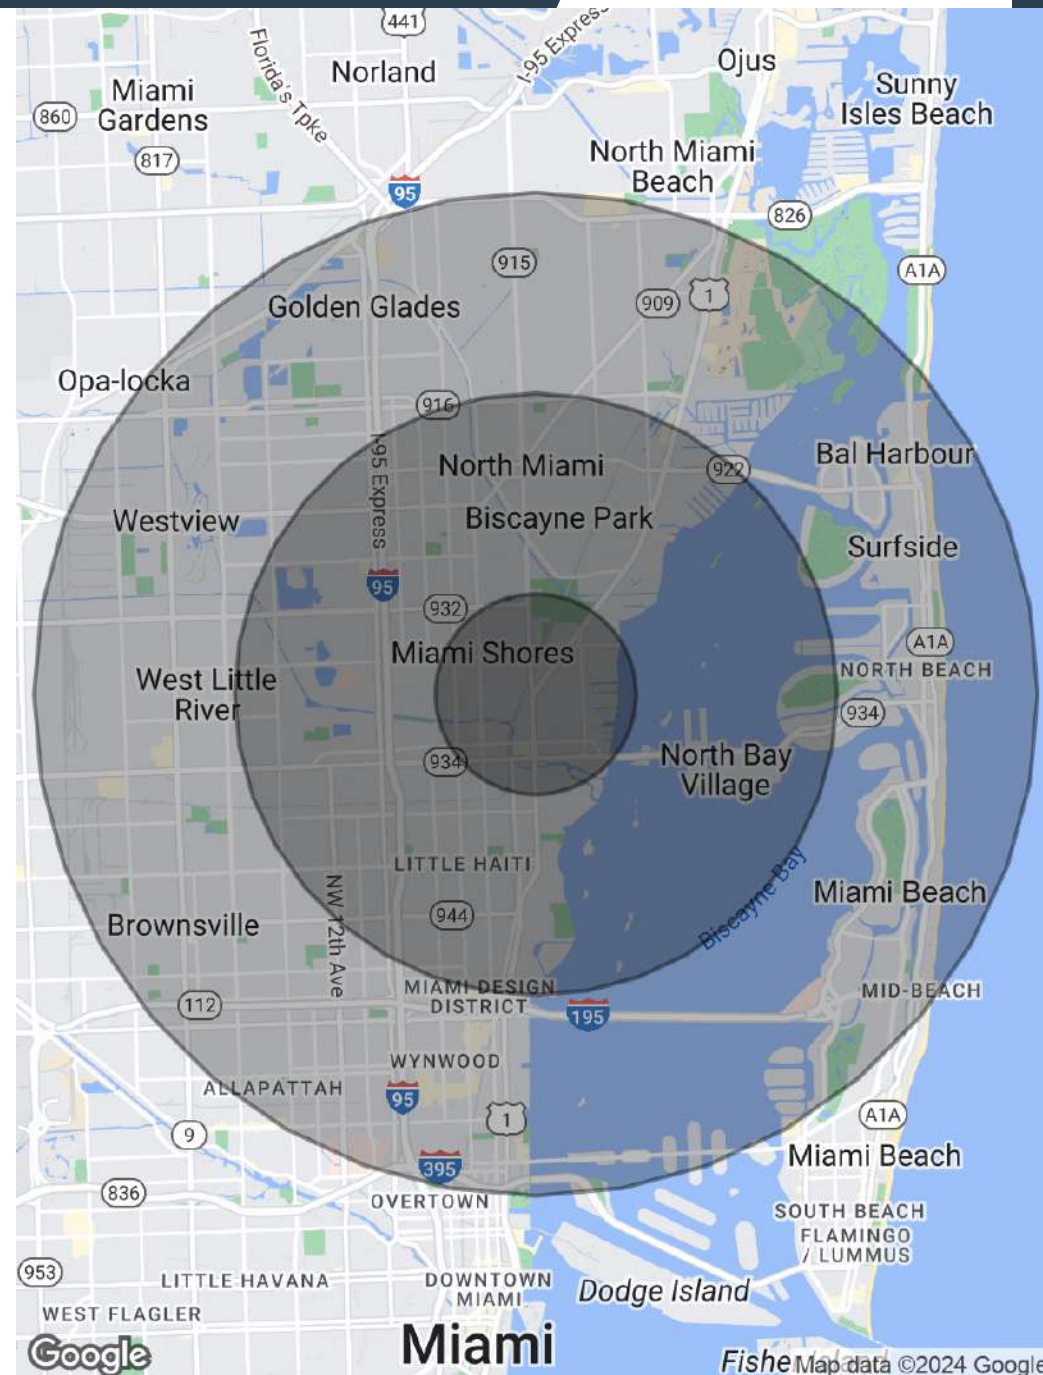 441
I-95 Express
Florida's Tpke
Norland
Ojus
Miami
Gardens
860
817
Sunny
Isles Beach
North Miami
Beach
95
826
915
A1A
909
1
Golden Glades
Opa-locka
916
I-95 Express
North Miami
922
Bal Harbour
Westview
Biscayne Park
Surfside
95
932
Miami Shores
A1A
NORTH BEACH
West Little
River
934
934
North Bay
Village
LITTLE HAITI
NW 12th Ave
944
Biscayne Bay
Miami Beach
Brownsville
MIAMI DESIGN
DISTRICT
MID-BEACH
112
195
WYNWOOD
ALLAPATTAH
95
1
A1A
9
395
Miami Beach
836
OVERTOWN
SOUTH BEACH
FLAMINGO
/ LUMMUS
953
LITTLE HAVANA
DOWNTOWN
MIAMI
Dodge Island
WEST FLAGLER
Miami
Google
Map data ©2024 Google